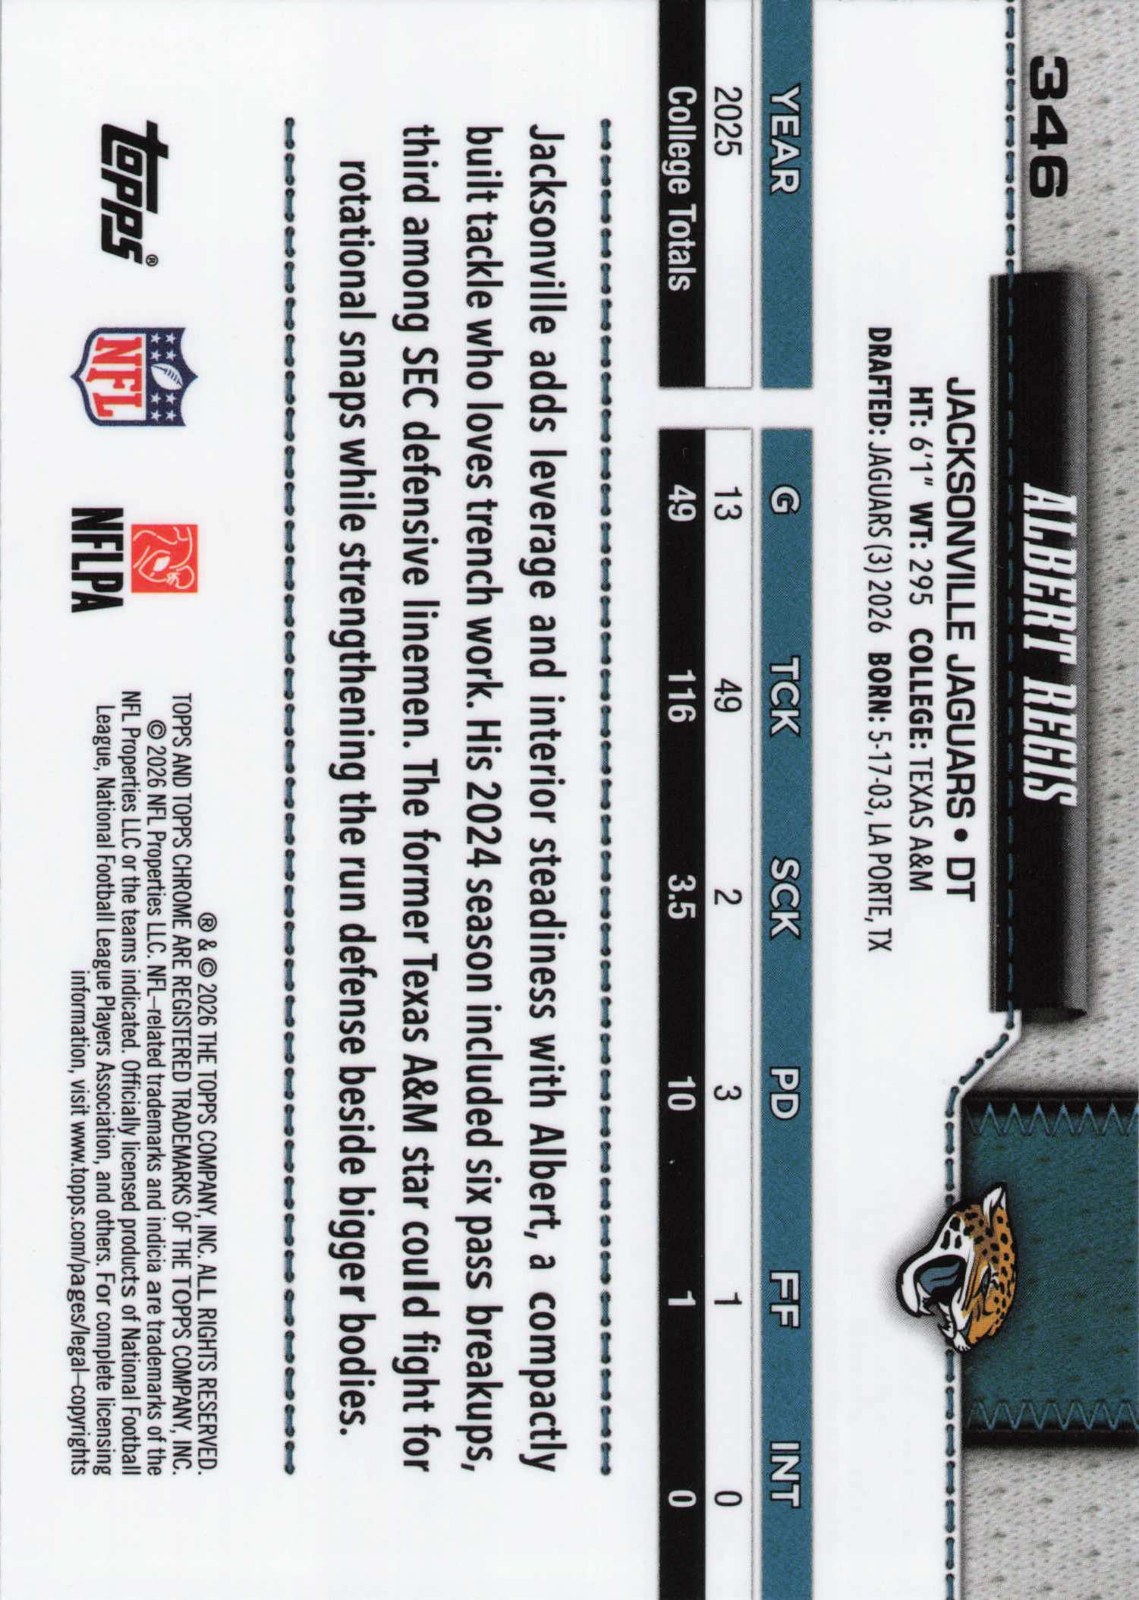 346
ALBERT REGIS
JACKSONVILLE JAGUARS • DT
HT: 6'1" WT: 295 COLLEGE: TEXAS A&M
DRAFTED: JAGUARS (3) 2026 BORN: 5-17-03, LA PORTE, TX
YEAR G TCK SCK PD FF INT
2025 13 49 2 3 1 0
College Totals 49 116 3.5 10 1 0
Jacksonville adds leverage and interior steadiness with Albert, a compactly
built tackle who loves trench work. His 2024 season included six pass breakups,
third among SEC defensive linemen. The former Texas A&M star could fight for
rotational snaps while strengthening the run defense beside bigger bodies.
topps®
NFL
NFLPA
® & © 2026 THE TOPPS COMPANY, INC. ALL RIGHTS RESERVED.
TOPPS AND TOPPS CHROME ARE REGISTERED TRADEMARKS OF THE TOPPS COMPANY, INC.
© 2026 NFL Properties LLC. NFL-related trademarks and indicia are trademarks of the
NFL Properties LLC or the teams indicated. Officially licensed products of National Football
League, National Football League Players Association, and others. For complete licensing
information, visit www.topps.com/pages/legal-copyrights